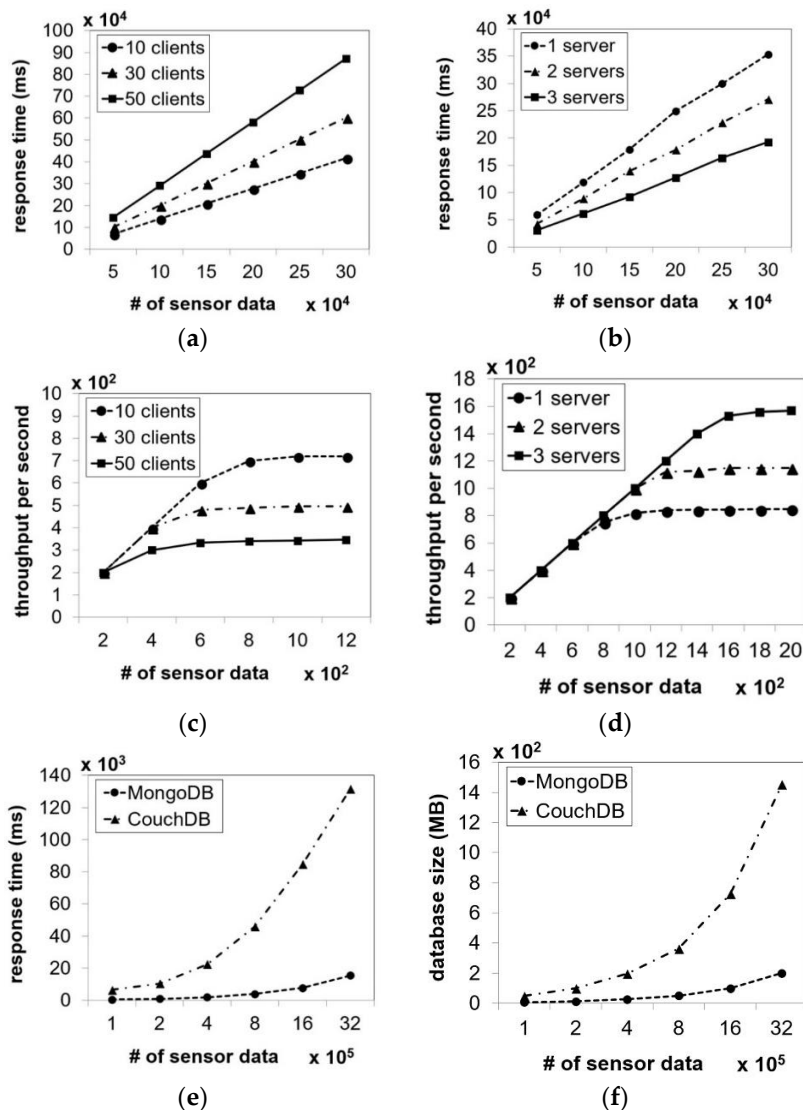 x 10⁴
100
90
80
70
60
50
40
30
20
10
0
response time (ms)
10 clients
30 clients
50 clients
5 10 15 20 25 30
# of sensor data x 10⁴
(a)
x 10⁴
40
35
30
25
20
15
10
5
0
response time (ms)
1 server
2 servers
3 servers
5 10 15 20 25 30
# of sensor data x 10⁴
(b)
x 10²
10
9
8
7
6
5
4
3
2
1
0
throughput per second
10 clients
30 clients
50 clients
2 4 6 8 10 12
# of sensor data x 10²
(c)
x 10²
18
16
14
12
10
8
6
4
2
0
throughput per second
1 server
2 servers
3 servers
2 4 6 8 10 12 14 16 18 20
# of sensor data x 10²
(d)
x 10³
140
120
100
80
60
40
20
0
response time (ms)
MongoDB
CouchDB
1 2 4 8 16 32
# of sensor data x 10⁵
(e)
x 10²
16
14
12
10
8
6
4
2
0
database size (MB)
MongoDB
CouchDB
1 2 4 8 16 32
# of sensor data x 10⁵
(f)